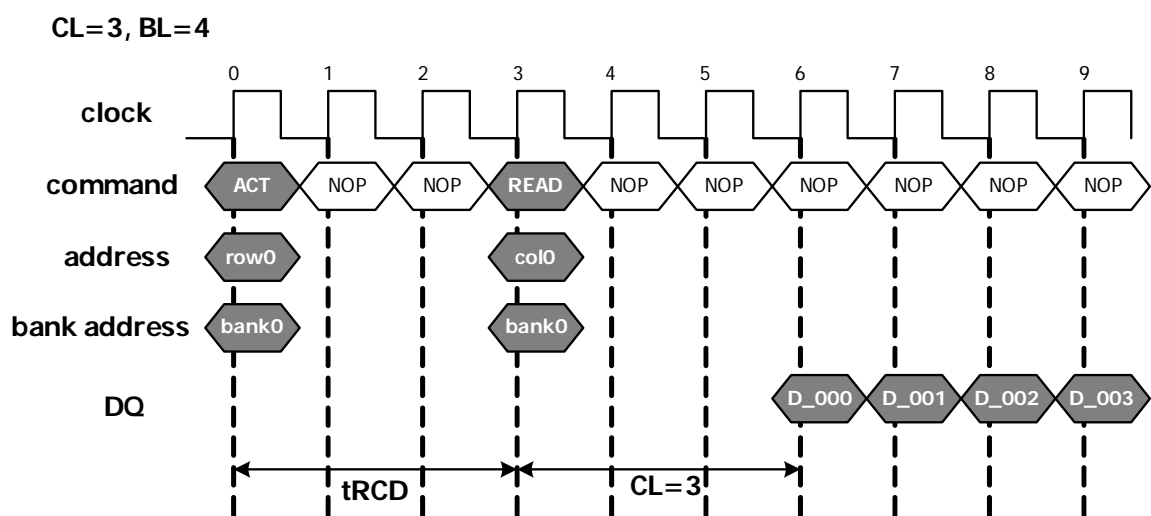 CL=3, BL=4
0 1 2 3 4 5 6 7 8 9
clock
command ACT NOP NOP READ NOP NOP NOP NOP NOP NOP
address row0 col0
bank address bank0 bank0
DQ D_000 D_001 D_002 D_003
tRCD CL=3